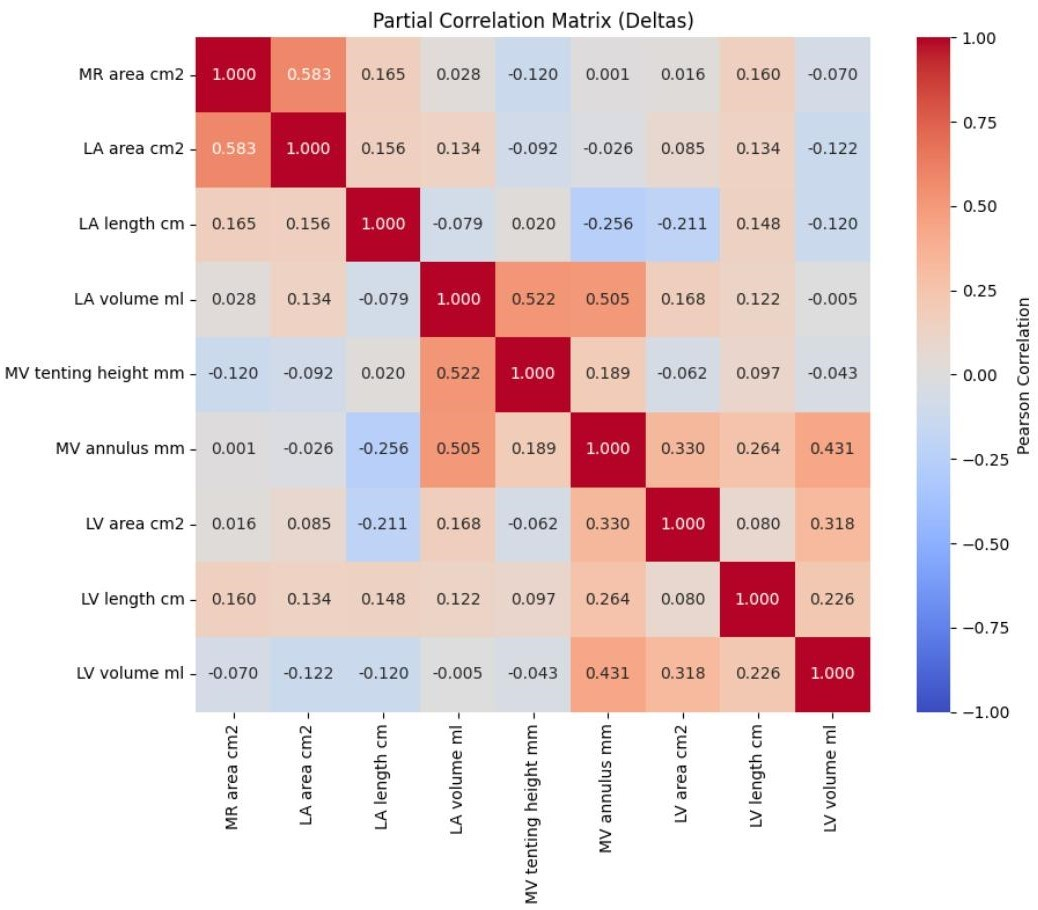 Partial Correlation Matrix (Deltas)
MR area cm2 1.000 0.583 0.165 0.028 -0.120 0.001 0.016 0.160 -0.070
LA area cm2 0.583 1.000 0.156 0.134 -0.092 -0.026 0.085 0.134 -0.122
LA length cm 0.165 0.156 1.000 -0.079 0.020 -0.256 -0.211 0.148 -0.120
LA volume ml 0.028 0.134 -0.079 1.000 0.522 0.505 0.168 0.122 -0.005
MV tenting height mm -0.120 -0.092 0.020 0.522 1.000 0.189 -0.062 0.097 -0.043
MV annulus mm 0.001 -0.026 -0.256 0.505 0.189 1.000 0.330 0.264 0.431
LV area cm2 0.016 0.085 -0.211 0.168 -0.062 0.330 1.000 0.080 0.318
LV length cm 0.160 0.134 0.148 0.122 0.097 0.264 0.080 1.000 0.226
LV volume ml -0.070 -0.122 -0.120 -0.005 -0.043 0.431 0.318 0.226 1.000
MR area cm2
LA area cm2
LA length cm
LA volume ml
MV tenting height mm
MV annulus mm
LV area cm2
LV length cm
LV volume ml
1.00
0.75
0.50
0.25
0.00
−0.25
−0.50
−0.75
−1.00
Pearson Correlation